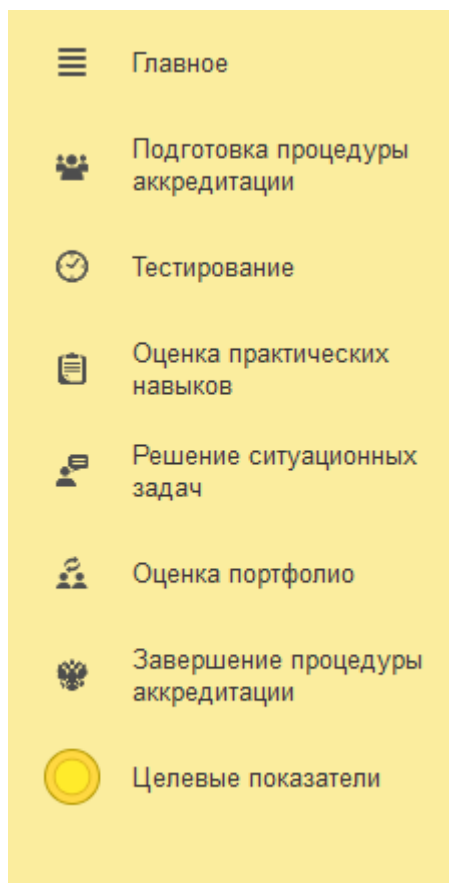 Главное
Подготовка процедуры
аккредитации
Тестирование
Оценка практических
навыков
Решение ситуационных
задач
Оценка портфолио
Завершение процедуры
аккредитации
Целевые показатели